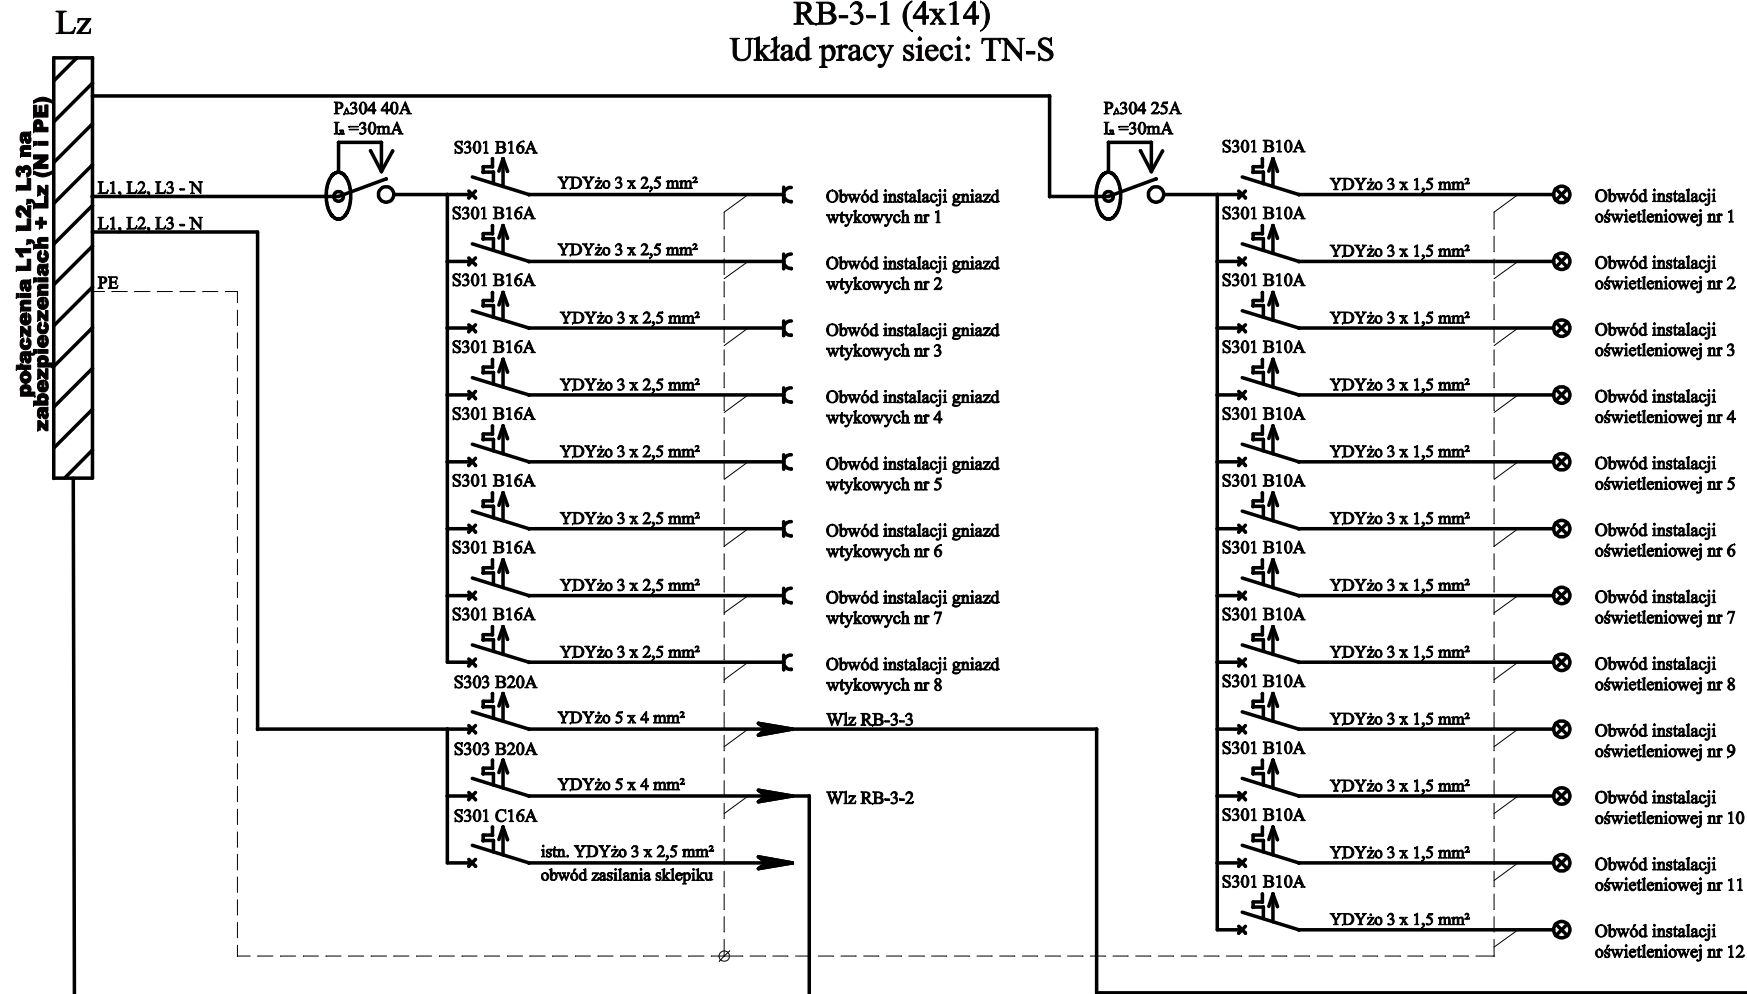 Lz
RB-3-1 (4x14)
Układ pracy sieci: TN-S
połączenia L1, L2, L3 na
zabezpieczeniach + Lz (N i PE)
L1, L2, L3 - N
L1, L2, L3 - N
PE
PΔ304 40A
Iₐ =30mA
S301 B16A
YDYżo 3 x 2,5 mm²
Obwód instalacji gniazd
wtykowych nr 1
S301 B16A
YDYżo 3 x 2,5 mm²
Obwód instalacji gniazd
wtykowych nr 2
S301 B16A
YDYżo 3 x 2,5 mm²
Obwód instalacji gniazd
wtykowych nr 3
S301 B16A
YDYżo 3 x 2,5 mm²
Obwód instalacji gniazd
wtykowych nr 4
S301 B16A
YDYżo 3 x 2,5 mm²
Obwód instalacji gniazd
wtykowych nr 5
S301 B16A
YDYżo 3 x 2,5 mm²
Obwód instalacji gniazd
wtykowych nr 6
S301 B16A
YDYżo 3 x 2,5 mm²
Obwód instalacji gniazd
wtykowych nr 7
S301 B16A
YDYżo 3 x 2,5 mm²
Obwód instalacji gniazd
wtykowych nr 8
S303 B20A
YDYżo 5 x 4 mm²
Wlz RB-3-3
S303 B20A
YDYżo 5 x 4 mm²
Wlz RB-3-2
S301 C16A
istn. YDYżo 3 x 2,5 mm²
obwód zasilania sklepiku
PΔ304 25A
Iₐ =30mA
S301 B10A
YDYżo 3 x 1,5 mm²
Obwód instalacji
oświetleniowej nr 1
S301 B10A
YDYżo 3 x 1,5 mm²
Obwód instalacji
oświetleniowej nr 2
S301 B10A
YDYżo 3 x 1,5 mm²
Obwód instalacji
oświetleniowej nr 3
S301 B10A
YDYżo 3 x 1,5 mm²
Obwód instalacji
oświetleniowej nr 4
S301 B10A
YDYżo 3 x 1,5 mm²
Obwód instalacji
oświetleniowej nr 5
S301 B10A
YDYżo 3 x 1,5 mm²
Obwód instalacji
oświetleniowej nr 6
S301 B10A
YDYżo 3 x 1,5 mm²
Obwód instalacji
oświetleniowej nr 7
S301 B10A
YDYżo 3 x 1,5 mm²
Obwód instalacji
oświetleniowej nr 8
S301 B10A
YDYżo 3 x 1,5 mm²
Obwód instalacji
oświetleniowej nr 9
S301 B10A
YDYżo 3 x 1,5 mm²
Obwód instalacji
oświetleniowej nr 10
S301 B10A
YDYżo 3 x 1,5 mm²
Obwód instalacji
oświetleniowej nr 11
S301 B10A
YDYżo 3 x 1,5 mm²
Obwód instalacji
oświetleniowej nr 12